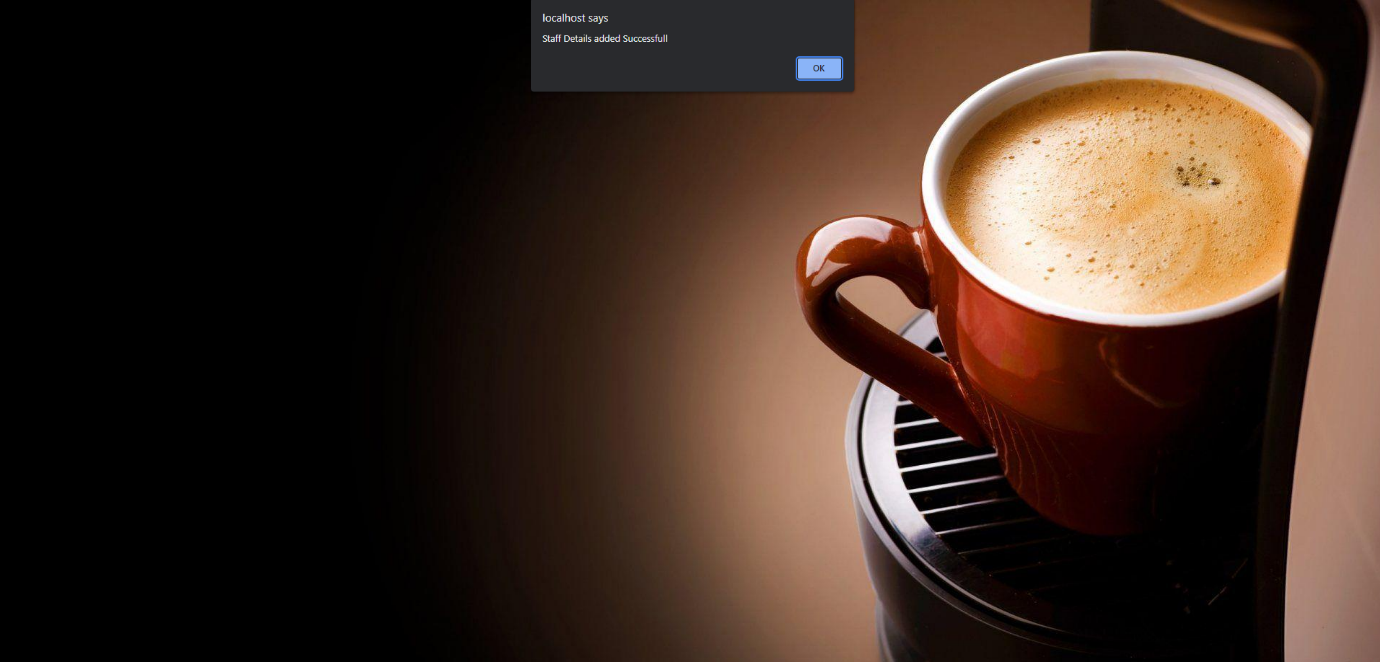 localhost says
Staff Details added Successfull
OK